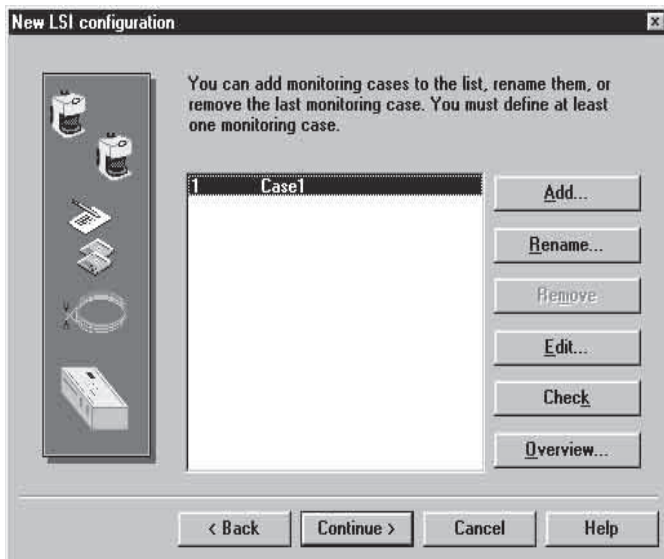 New LSI configuration
You can add monitoring cases to the list, rename them, or
remove the last monitoring case. You must define at least
one monitoring case.
1 Case1
Add...
Rename...
Remove
Edit...
Check
Overview...
< Back Continue > Cancel Help